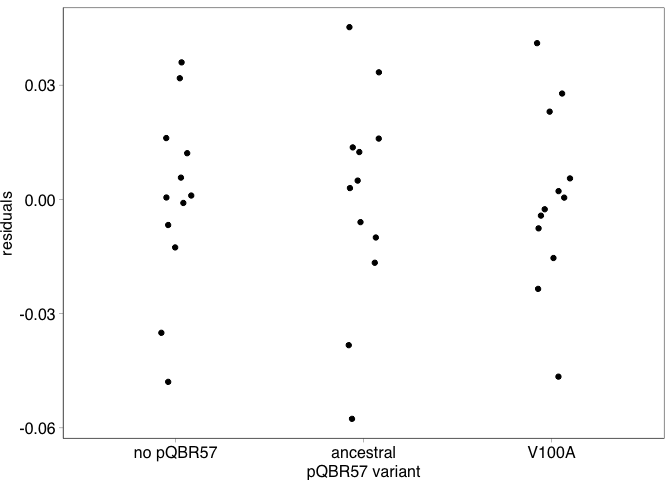 0.03
0.00
-0.03
-0.06
residuals
no pQBR57 ancestral V100A
pQBR57 variant